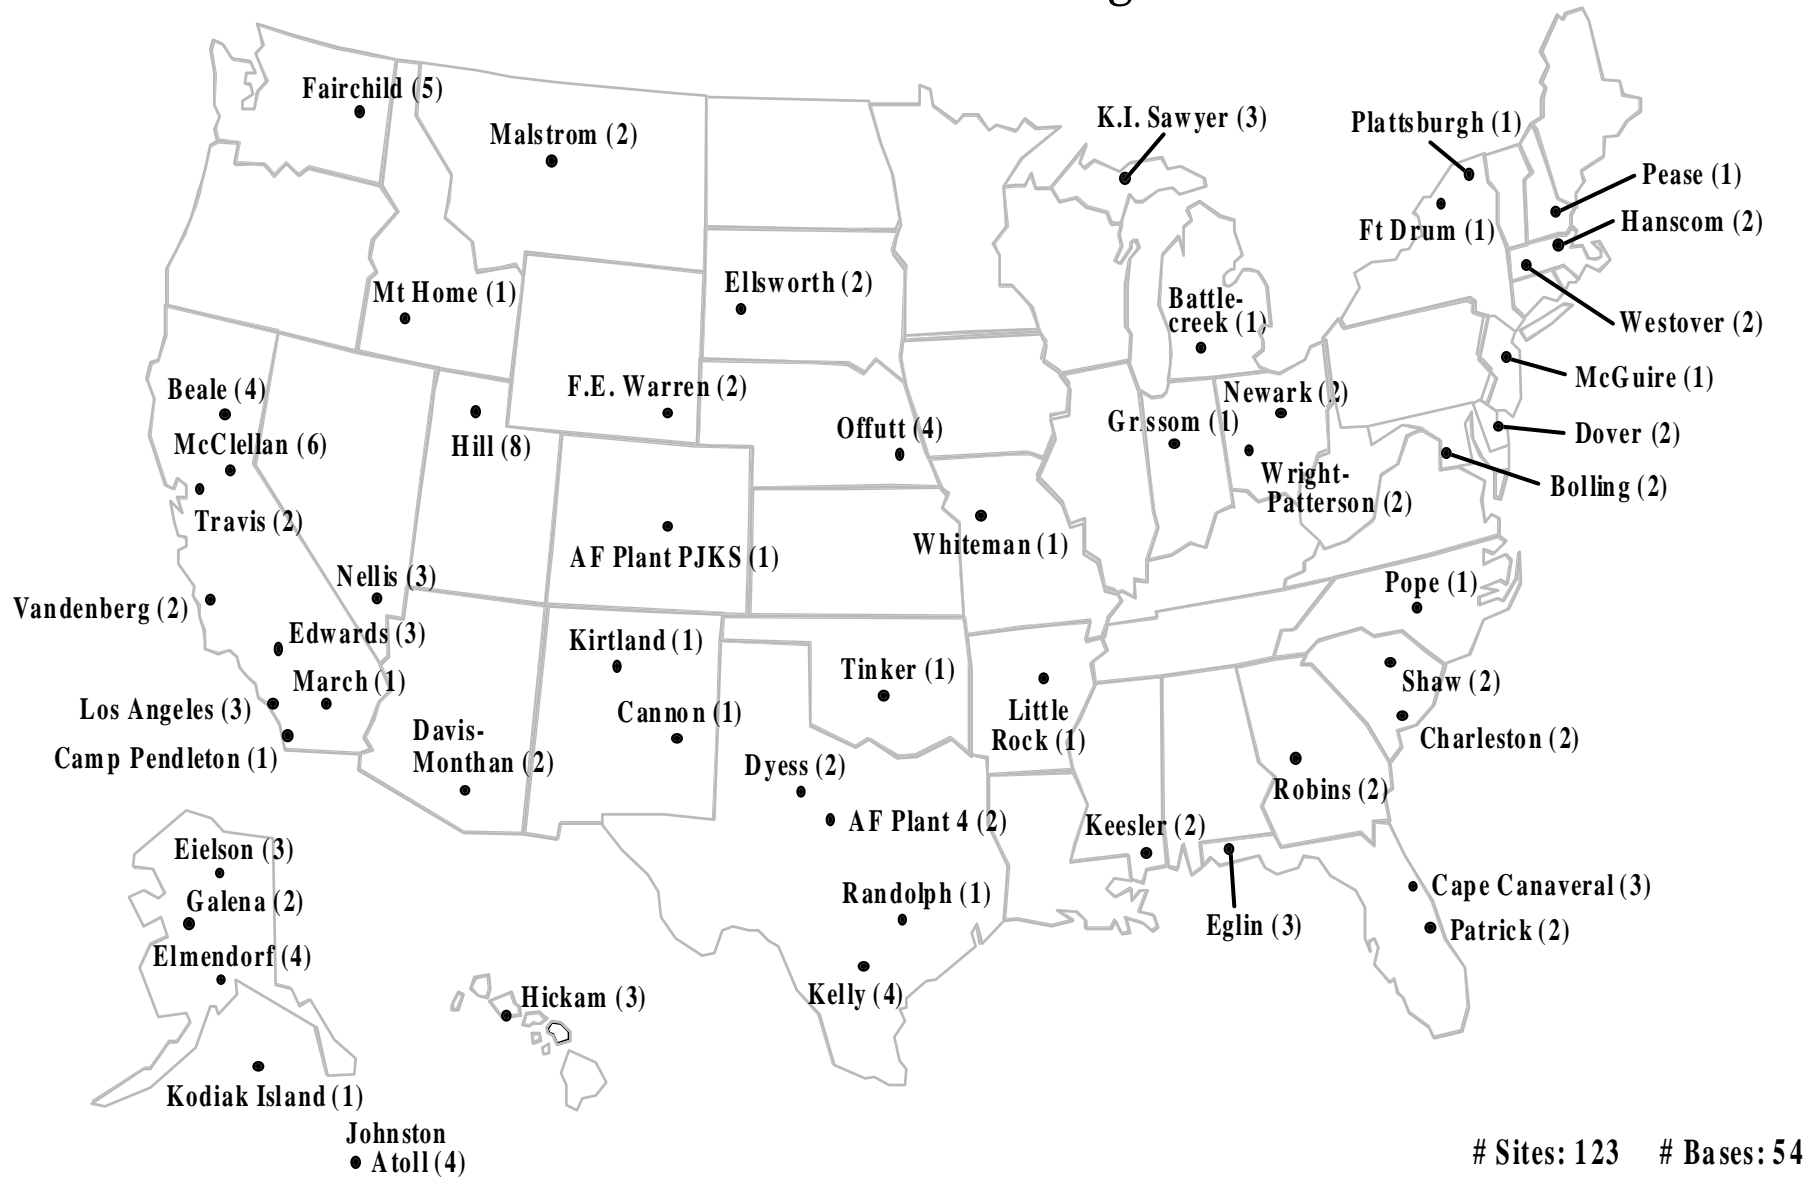 g
Fairchild (5)
Malstrom (2)
K.I. Sawyer (3)
Plattsburgh (1)
Pease (1)
Hanscom (2)
Ft Drum (1)
Mt Home (1)
Ellsworth (2)
Battle-
creek (1)
Westover (2)
McGuire (1)
Beale (4)
F.E. Warren (2)
Newark (2)
Grissom (1)
Offutt (4)
Dover (2)
McClellan (6)
Hill (8)
Wright-
Patterson (2)
Bolling (2)
Travis (2)
AF Plant PJKS (1)
Whiteman (1)
Nellis (3)
Pope (1)
Vandenberg (2)
Edwards (3)
Kirtland (1)
Tinker (1)
March (1)
Shaw (2)
Los Angeles (3)
Cannon (1)
Little
Rock (1)
Davis-
Monthan (2)
Charleston (2)
Camp Pendleton (1)
Dyess (2)
Robins (2)
AF Plant 4 (2)
Keesler (2)
Eielson (3)
Cape Canaveral (3)
Randolph (1)
Galena (2)
Eglin (3)
Patrick (2)
Elmendorf (4)
Hickam (3)
Kelly (4)
Kodiak Island (1)
Johnston
Atoll (4)
# Sites: 123 # Bases: 54